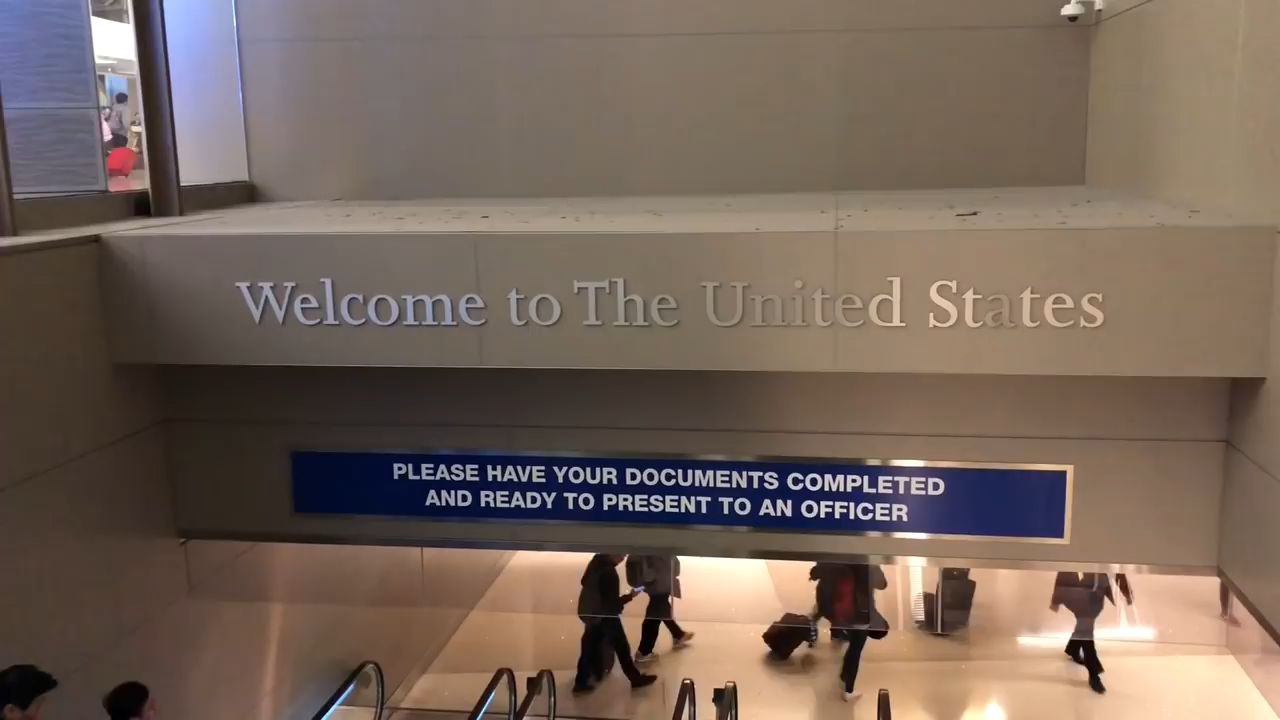 Welcome to The United States
PLEASE HAVE YOUR DOCUMENTS COMPLETED
AND READY TO PRESENT TO AN OFFICER